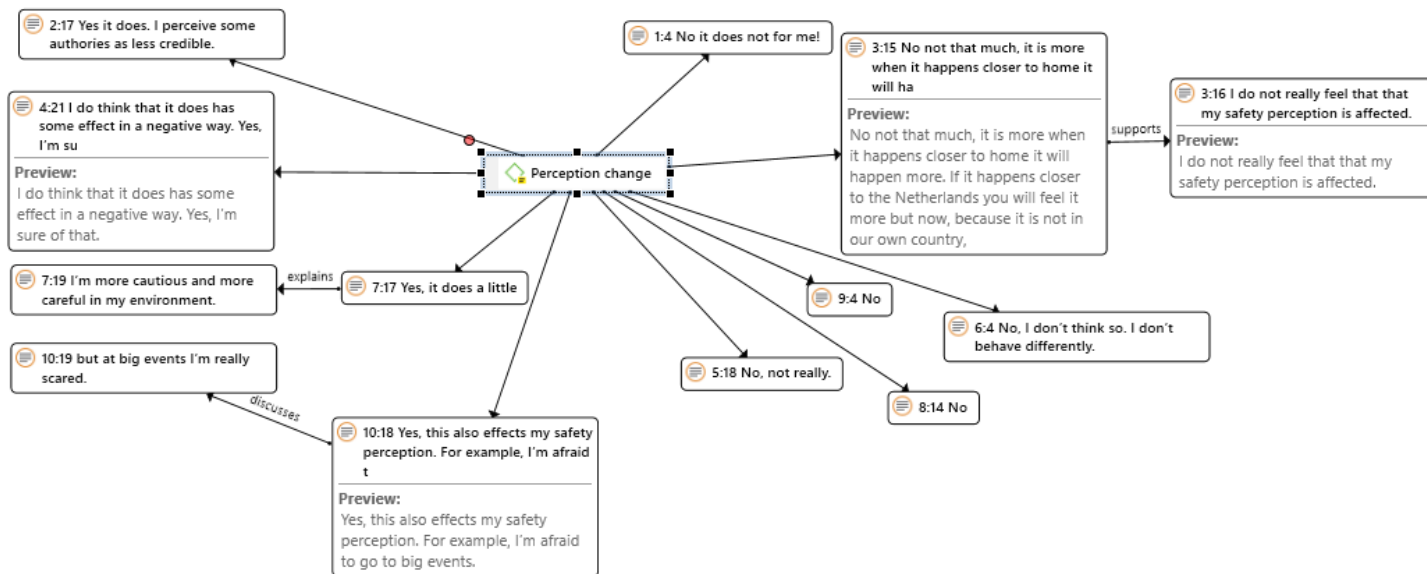 2:17 Yes it does. I perceive some
authories as less credible.
1:4 No it does not for me!
3:15 No not that much, it is more
when it happens closer to home it
will ha
Preview:
No not that much, it is more when
it happens closer to home it will
happen more. If it happens closer
to the Netherlands you will feel it
more but now, because it is not in
our own country,
supports
3:16 I do not really feel that that
my safety perception is affected.
Preview:
I do not really feel that that my
safety perception is affected.
4:21 I do think that it does has
some effect in a negative way. Yes,
I'm su
Preview:
I do think that it does has some
effect in a negative way. Yes, I'm
sure of that.
Perception change
7:19 I'm more cautious and more
careful in my environment.
explains
7:17 Yes, it does a little
9:4 No
6:4 No, I don't think so. I don't
behave differently.
10:19 but at big events I'm really
scared.
discusses
5:18 No, not really.
8:14 No
10:18 Yes, this also effects my safety
perception. For example, I'm afraid
t
Preview:
Yes, this also effects my safety
perception. For example, I'm afraid
to go to big events.